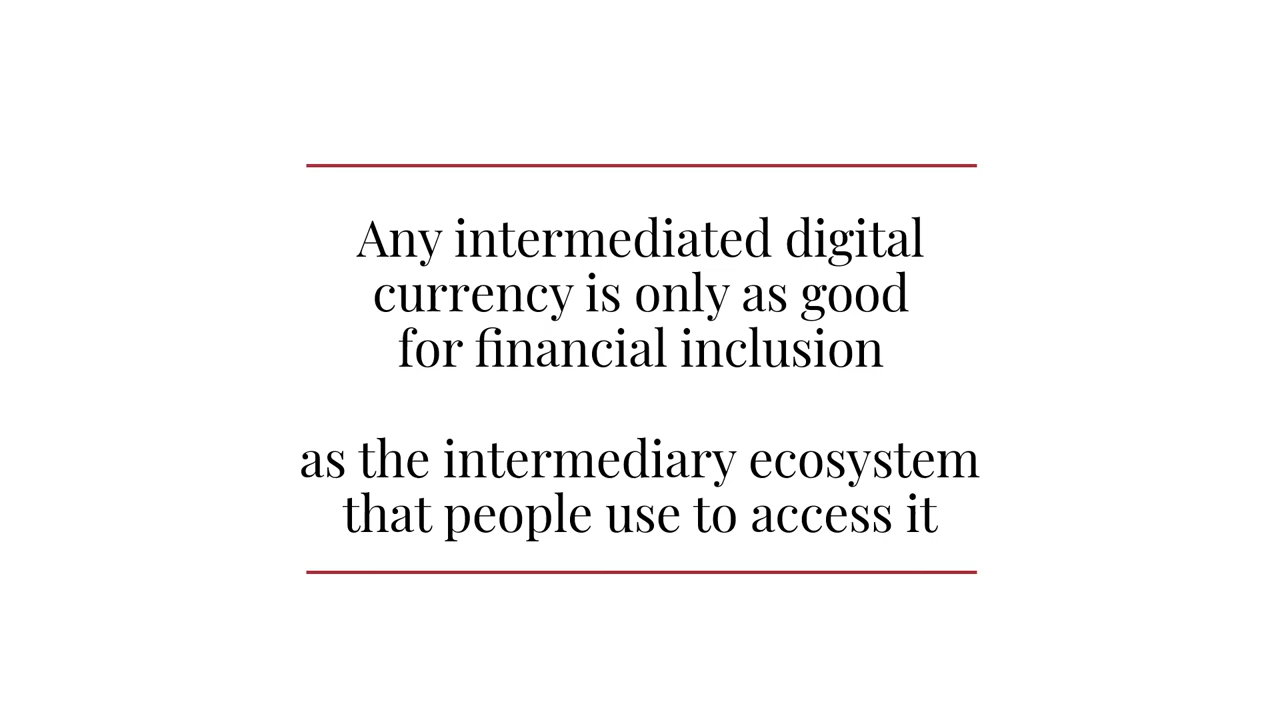 Any intermediated digital
currency is only as good
for financial inclusion
as the intermediary ecosystem
that people use to access it